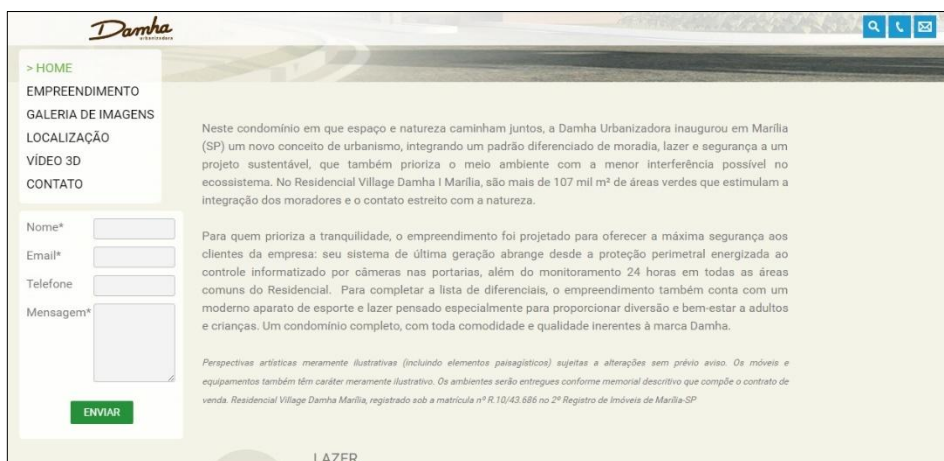 Damha
urbanizadora
> HOME
EMPREENDIMENTO
GALERIA DE IMAGENS
LOCALIZAÇÃO
VÍDEO 3D
CONTATO
Nome*
Email*
Telefone
Mensagem*
ENVIAR
Neste condomínio em que espaço e natureza caminham juntos, a Damha Urbanizadora inaugurou em Marília
(SP) um novo conceito de urbanismo, integrando um padrão diferenciado de moradia, lazer e segurança a um
projeto sustentável, que também prioriza o meio ambiente com a menor interferência possível no
ecossistema. No Residencial Village Damha I Marília, são mais de 107 mil m² de áreas verdes que estimulam a
integração dos moradores e o contato estreito com a natureza.
Para quem prioriza a tranquilidade, o empreendimento foi projetado para oferecer a máxima segurança aos
clientes da empresa: seu sistema de última geração abrange desde a proteção perimetral energizada ao
controle informatizado por câmeras nas portarias, além do monitoramento 24 horas em todas as áreas
comuns do Residencial. Para completar a lista de diferenciais, o empreendimento também conta com um
moderno aparato de esporte e lazer pensado especialmente para proporcionar diversão e bem-estar a adultos
e crianças. Um condomínio completo, com toda comodidade e qualidade inerentes à marca Damha.
Perspectivas artísticas meramente ilustrativas (incluindo elementos paisagísticos) sujeitas a alterações sem prévio aviso. Os móveis e
equipamentos também têm caráter meramente ilustrativo. Os ambientes serão entregues conforme memorial descritivo que compõe o contrato de
venda. Residencial Village Damha Marília, registrado sob a matrícula nº R.10/43.686 no 2º Registro de Imóveis de Marília-SP
LAZER